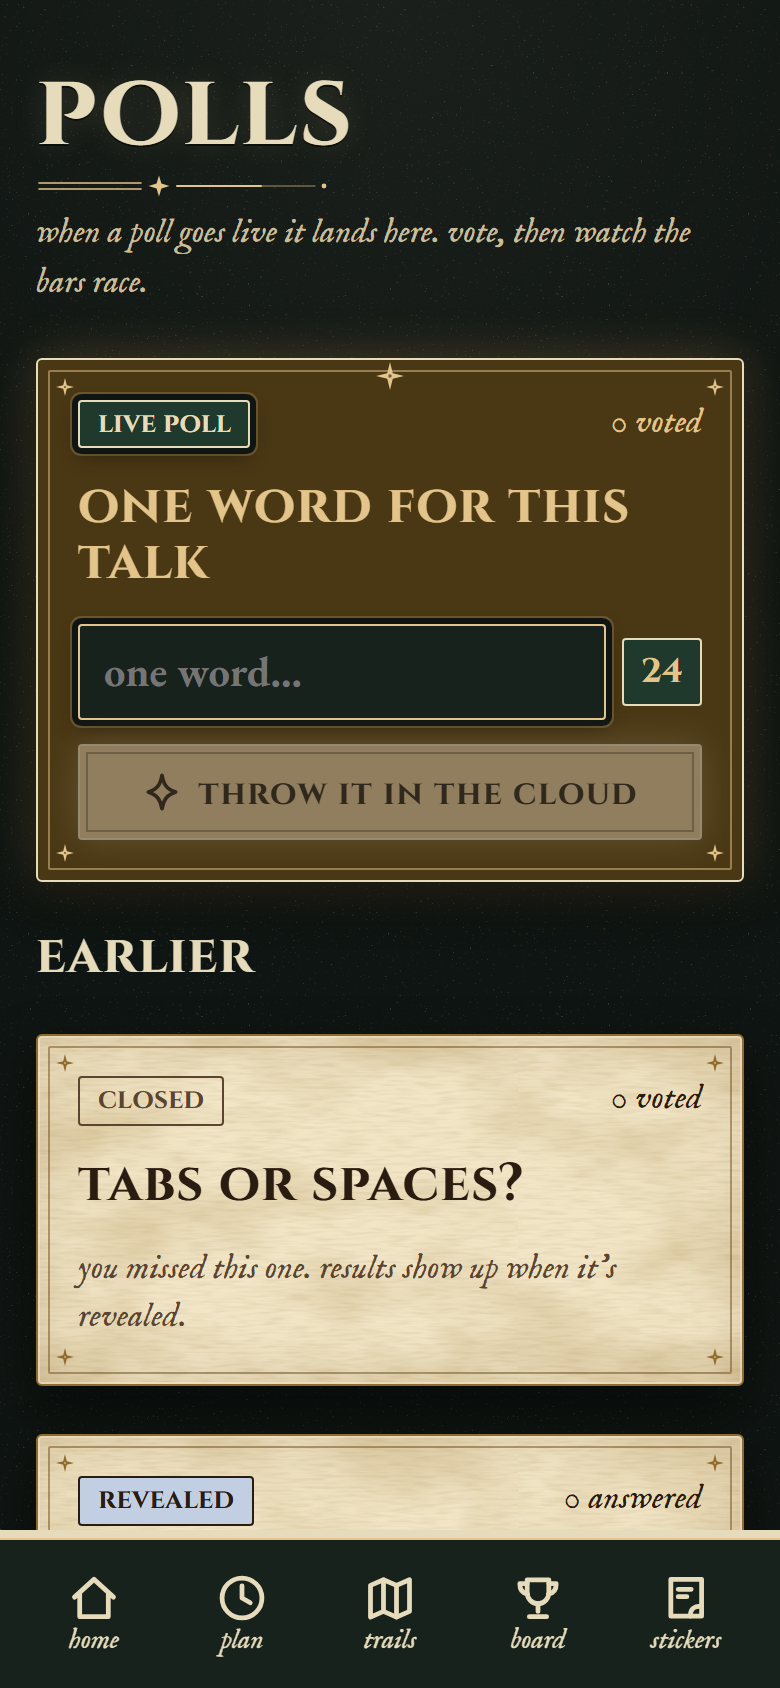 POLLS
when a poll goes live it lands here. vote, then watch the
bars race.
LIVE POLL
○ voted
ONE WORD FOR THIS
TALK
one word...
24
THROW IT IN THE CLOUD
EARLIER
CLOSED
○ voted
TABS OR SPACES?
you missed this one. results show up when it’s
revealed.
REVEALED
○ answered
home
plan
trails
board
stickers